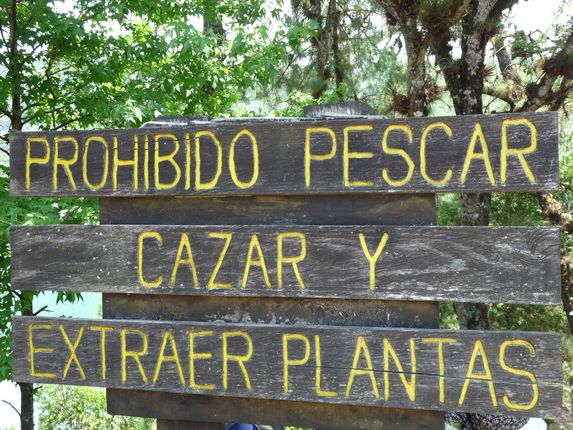 PROHIBIDO PESCAR
CAZAR Y
EXTRAER PLANTAS